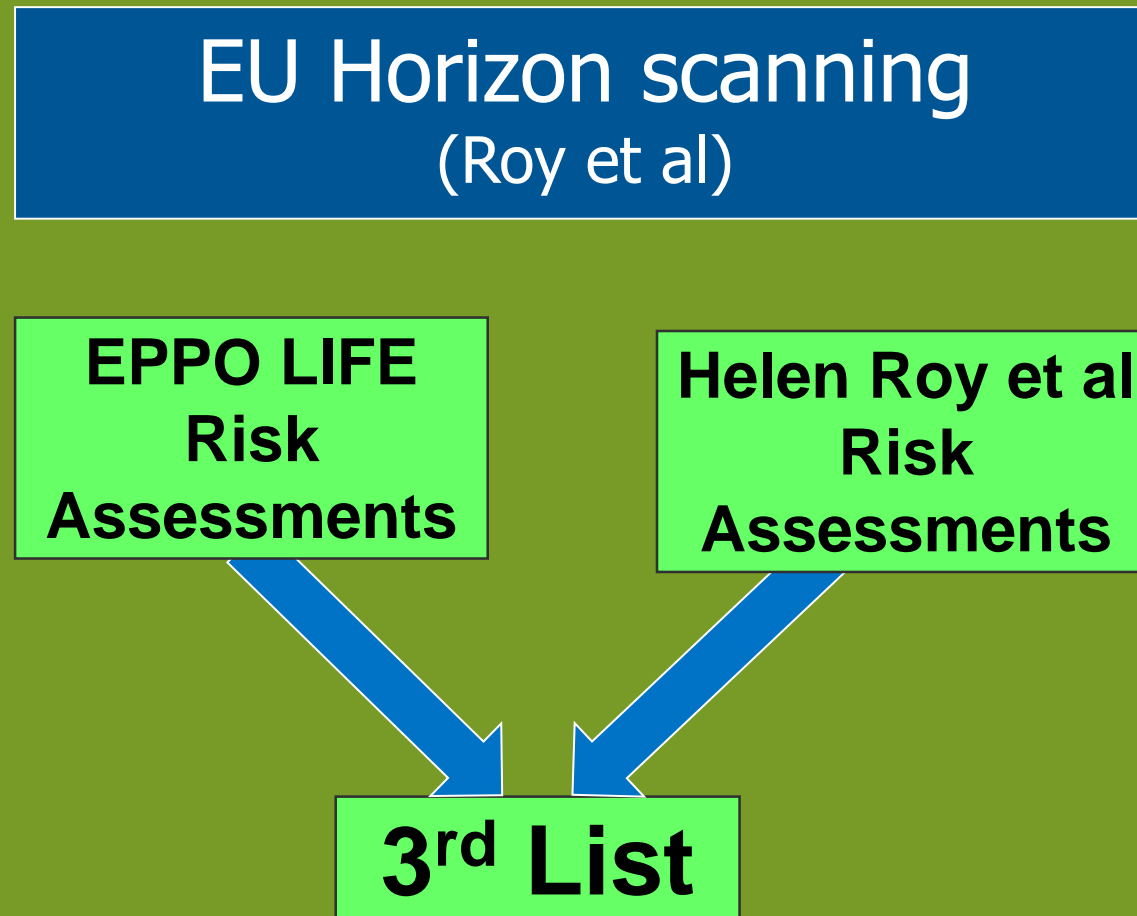 EU Horizon scanning
(Roy et al)
EPPO LIFE
Risk
Assessments
Helen Roy et al
Risk
Assessments
3rd List